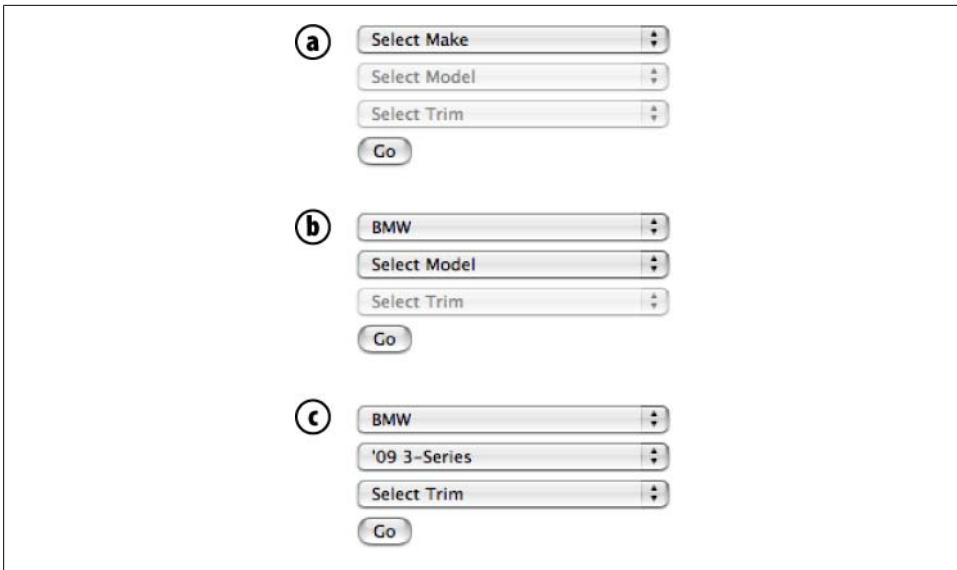 a
Select Make
Select Model
Select Trim
Go
b
BMW
Select Model
Select Trim
Go
c
BMW
'09 3-Series
Select Trim
Go